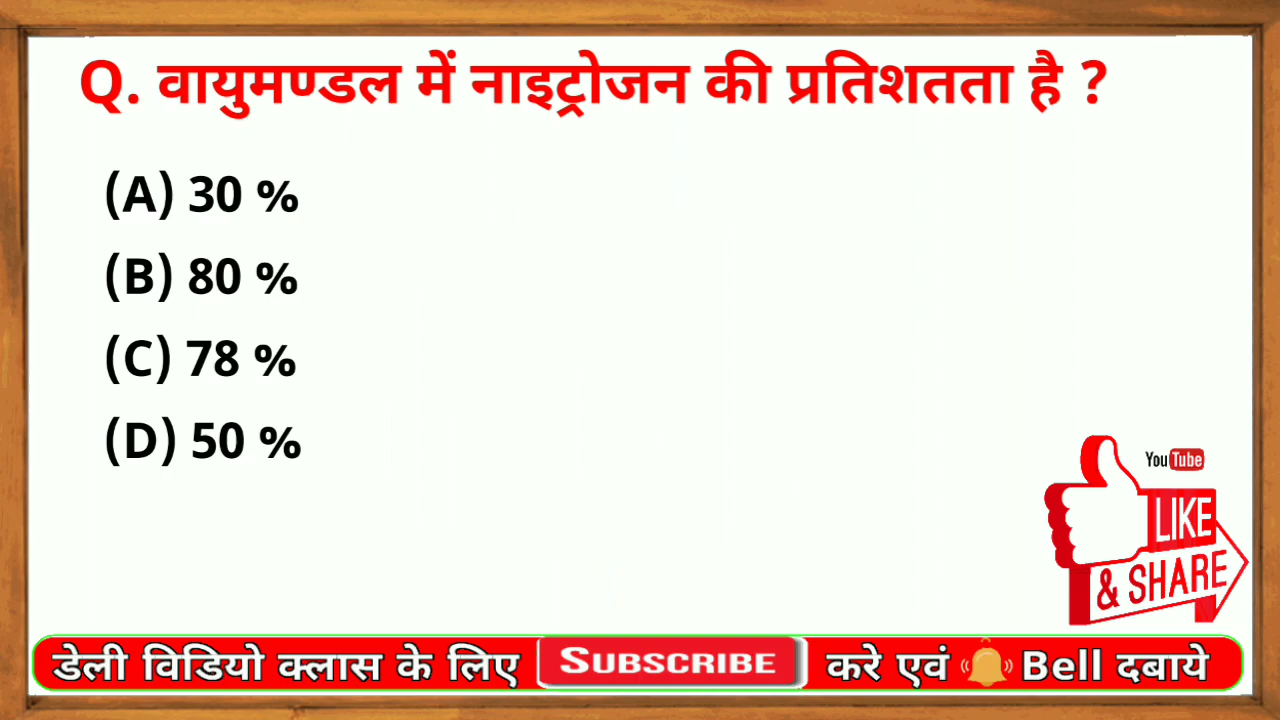 Q. वायुमण्डल में नाइट्रोजन की प्रतिशतता है ?
(A) 30 %
(B) 80 %
(C) 78 %
(D) 50 %
YouTube
LIKE
& SHARE
डेली विडियो क्लास के लिए SUBSCRIBE करे एवं Bell दबाये